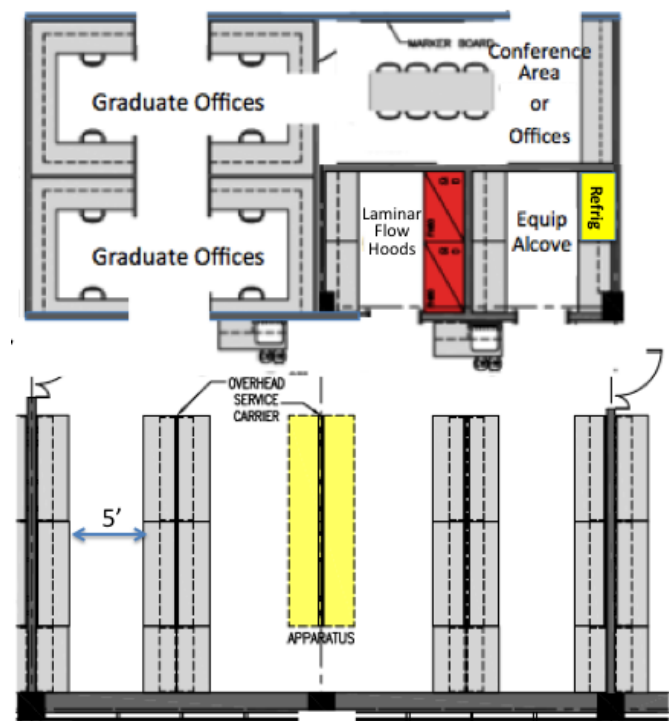 MARKER BOARD
Conference
Area
or
Offices
Graduate Offices
Laminar
Flow
Hoods
Equip
Alcove
Refrig
Graduate Offices
OVERHEAD
SERVICE
CARRIER
5’
APPARATUS